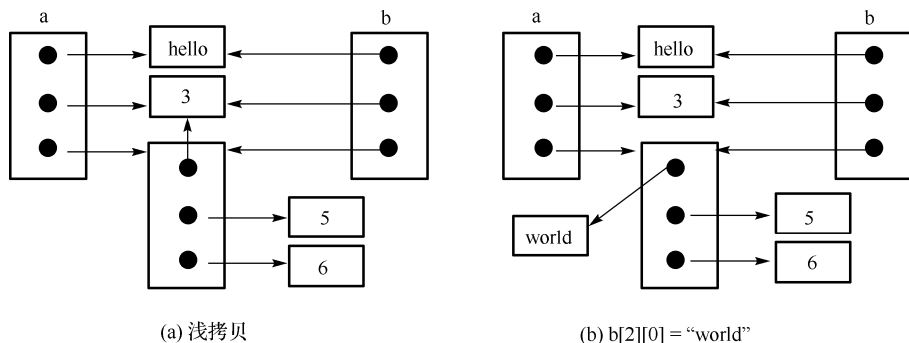 a b a b
hello hello
3 3
5 5
world
6 6
(a) 浅拷贝 (b) b[2][0] = “world”